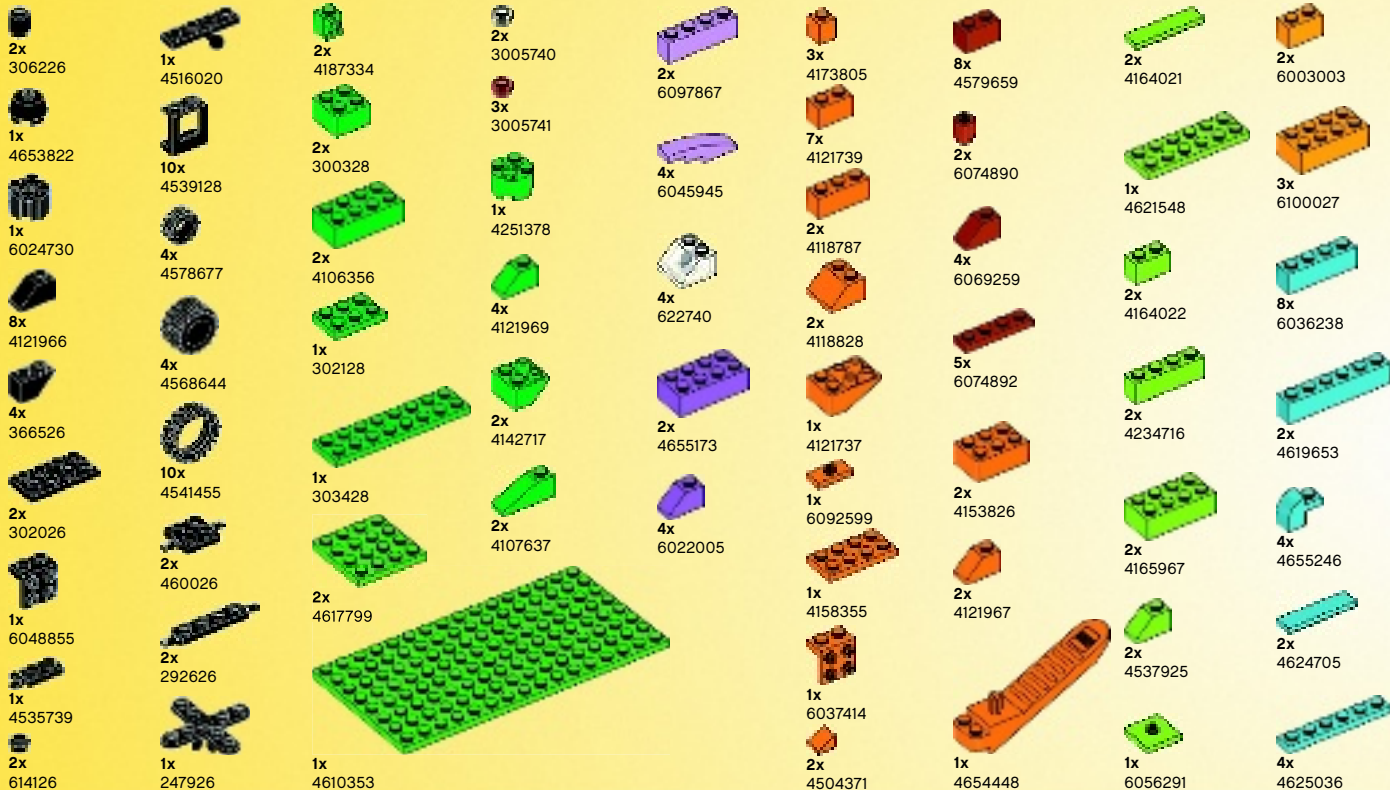 2x
306226
1x
4653822
1x
6024730
8x
4121966
4x
366526
2x
302026
1x
6048855
1x
4535739
2x
614126
1x
4516020
10x
4539128
4x
4578677
4x
4568644
10x
4541455
2x
460026
2x
292626
1x
247926
2x
4187334
2x
300328
2x
4106356
1x
302128
1x
303428
2x
4617799
1x
4610353
2x
3005740
3x
3005741
1x
4251378
4x
4121969
2x
4142717
2x
4107637
2x
6097867
4x
6045945
4x
622740
2x
4655173
4x
6022005
3x
4173805
7x
4121739
2x
4118787
2x
4118828
1x
4121737
1x
6092599
1x
4158355
1x
6037414
2x
4504371
8x
4579659
2x
6074890
4x
6069259
5x
6074892
2x
4153826
2x
4121967
1x
4654448
2x
4164021
1x
4621548
2x
4164022
2x
4234716
2x
4165967
2x
4537925
1x
6056291
2x
6003003
3x
6100027
8x
6036238
2x
4619653
4x
4655246
2x
4624705
4x
4625036